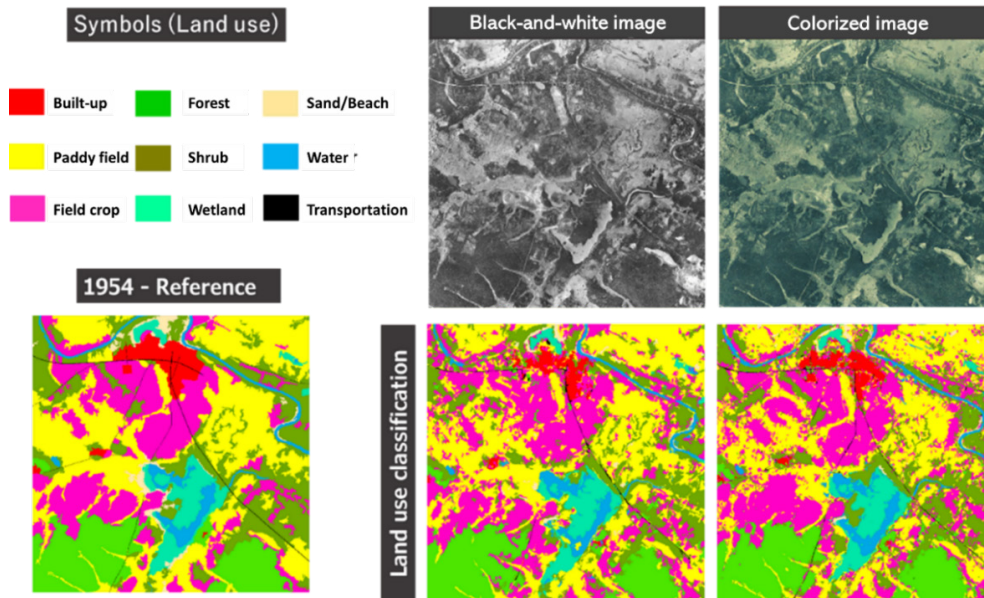 Symbols (Land use)
Black-and-white image
Colorized image
Built-up
Forest
Sand/Beach
Paddy field
Shrub
Water
Field crop
Wetland
Transportation
1954 - Reference
Land use classification